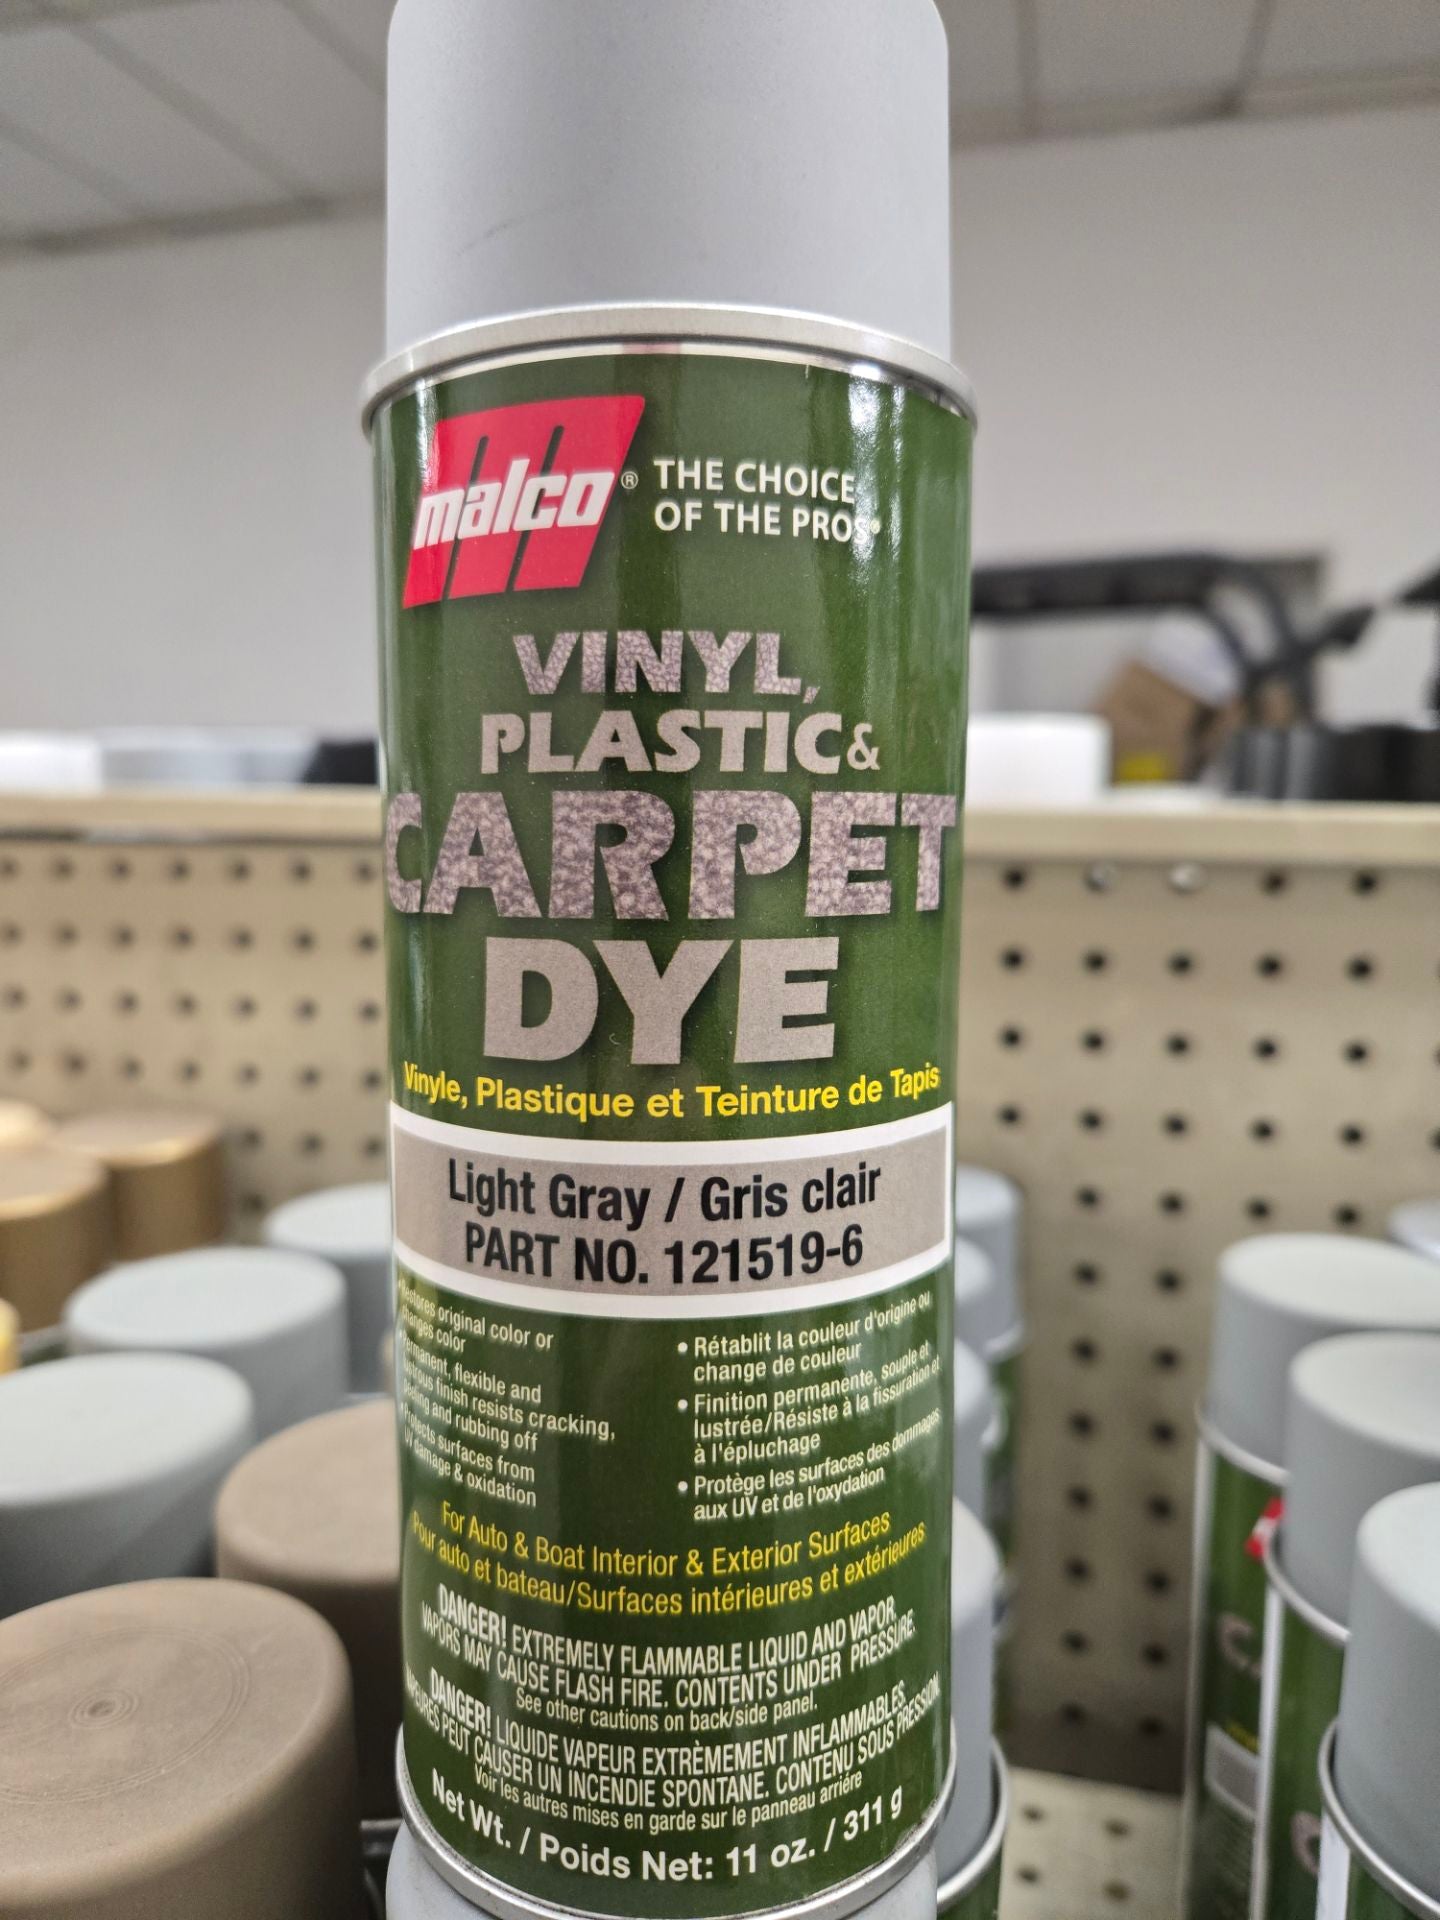 malco® THE CHOICE
OF THE PROS®
VINYL,
PLASTIC &
CARPET
DYE
Vinyle, Plastique et Teinture de Tapis
Light Gray / Gris clair
PART NO. 121519-6
original color or
color
flexible and
finish resists cracking,
and rubbing off
surfaces from
UV damage & oxidation
• Rétablit la couleur d'origine ou
change de couleur
• Finition permanente, souple et
lustrée/Résiste à la fissuration et
à l'épluchage
• Protège les surfaces des dommages
aux UV et de l'oxydation
For Auto & Boat Interior & Exterior Surfaces
Pour auto et bateau/Surfaces intérieures et extérieures
DANGER! EXTREMELY FLAMMABLE LIQUID AND VAPOR.
VAPORS MAY CAUSE FLASH FIRE. CONTENTS UNDER PRESSURE.
See other cautions on back/side panel.
DANGER! LIQUIDE VAPEUR EXTRÈMEMENT INFLAMMABLES.
PEUT CAUSER UN INCENDIE SPONTANE. CONTENU SOUS PRESSION.
Voir les autres mises en garde sur le panneau arriére
Net Wt. / Poids Net: 11 oz. / 311 g